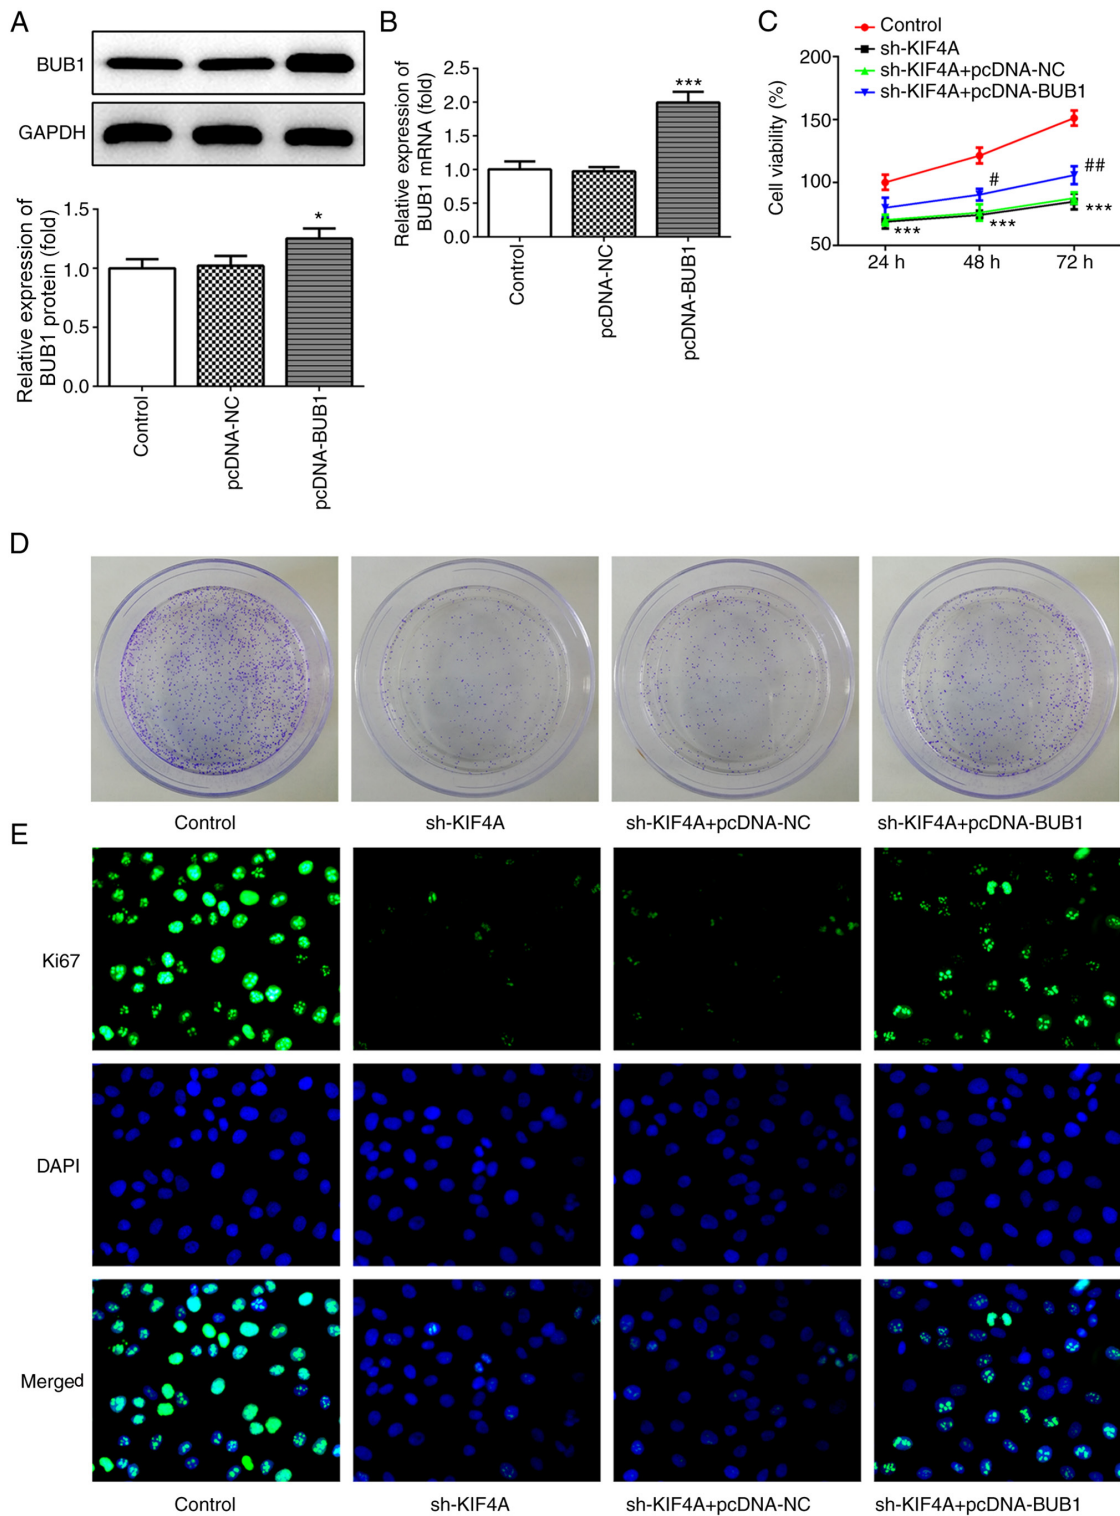 A
BUB1
GAPDH
Relative expression of
BUB1 protein (fold)
1.5
1.0
0.5
0.0
*
Control
pcDNA-NC
pcDNA-BUB1
B
Relative expression of
BUB1 mRNA (fold)
2.5
2.0
1.5
1.0
0.5
0.0
***
Control
pcDNA-NC
pcDNA-BUB1
C
Control
sh-KIF4A
sh-KIF4A+pcDNA-NC
sh-KIF4A+pcDNA-BUB1
Cell viability (%)
200
150
100
50
#
##
***
***
***
24 h
48 h
72 h
D
Control
sh-KIF4A
sh-KIF4A+pcDNA-NC
sh-KIF4A+pcDNA-BUB1
E
Ki67
DAPI
Merged
Control
sh-KIF4A
sh-KIF4A+pcDNA-NC
sh-KIF4A+pcDNA-BUB1